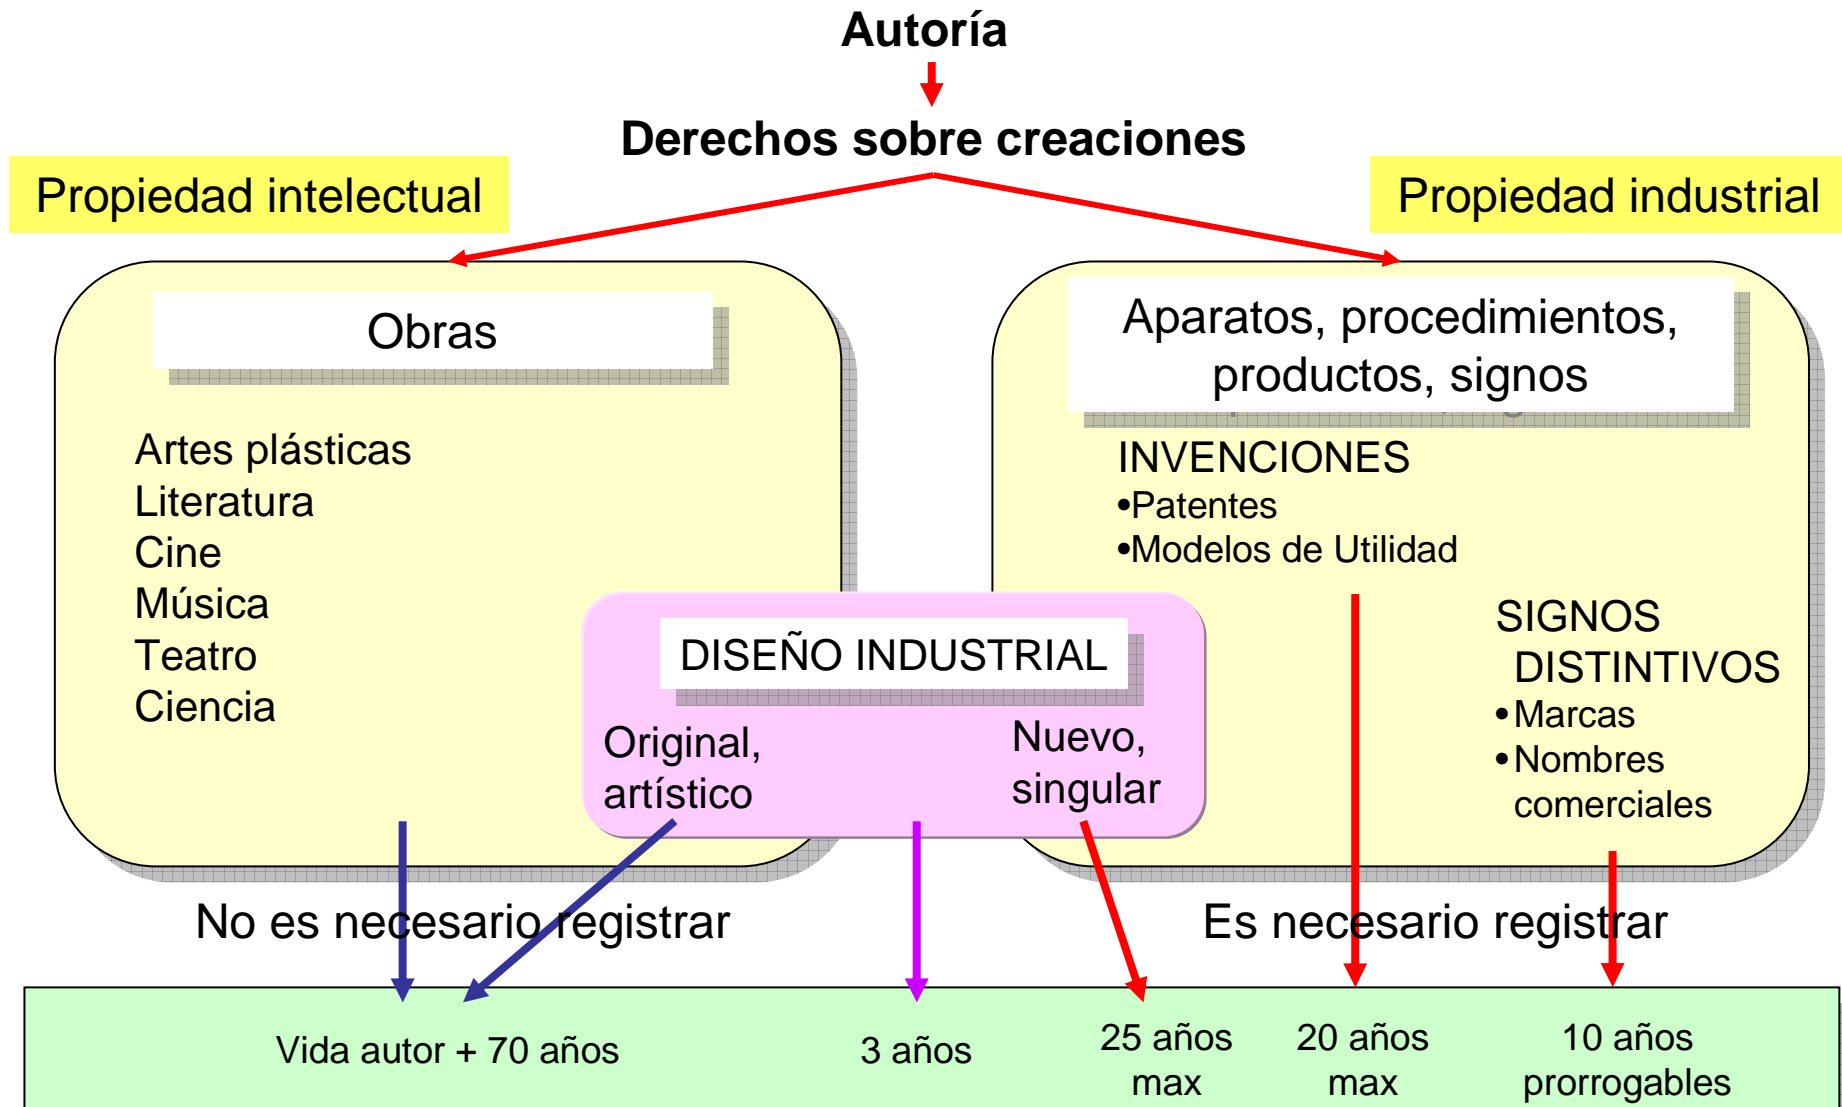 Autoría
Derechos sobre creaciones
Propiedad intelectual
Propiedad industrial
Obras
Artes plásticas
Literatura
Cine
Música
Teatro
Ciencia
Aparatos, procedimientos,
productos, signos
INVENCIONES
•Patentes
•Modelos de Utilidad
SIGNOS
DISTINTIVOS
•Marcas
•Nombres
comerciales
DISEÑO INDUSTRIAL
Original,
artístico
Nuevo,
singular
No es necesario registrar
Es necesario registrar
Vida autor + 70 años
3 años
25 años
max
20 años
max
10 años
prorrogables